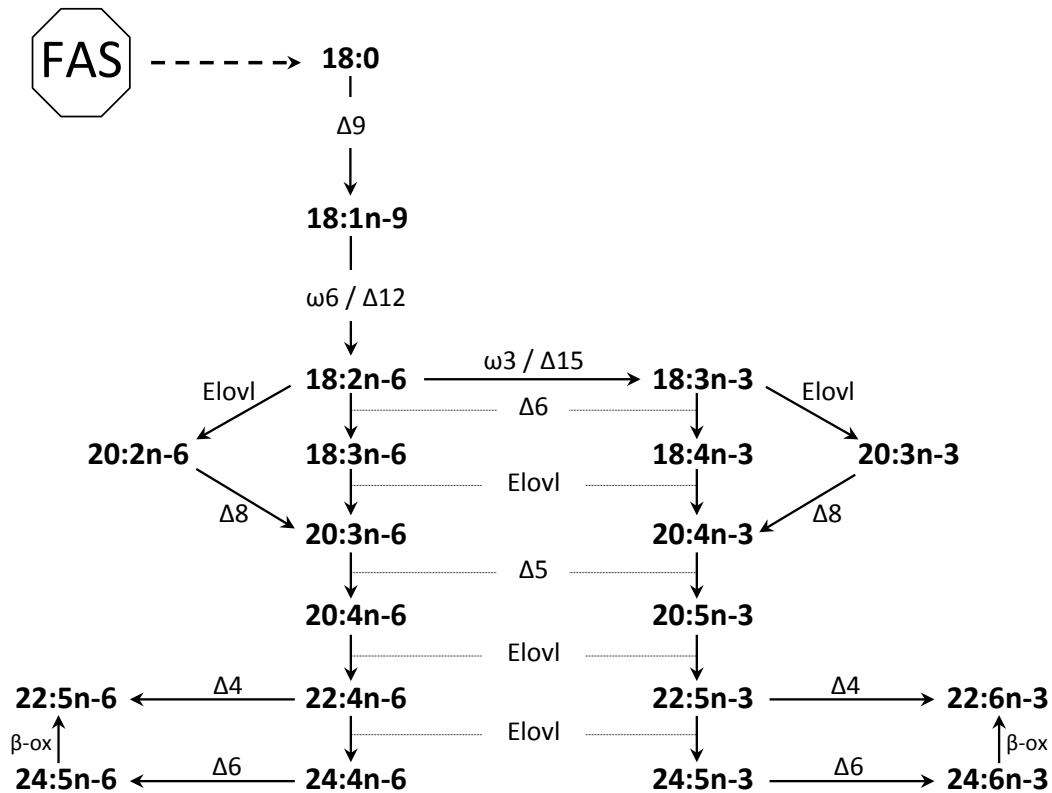 FAS
18:0
Δ9
18:1n-9
ω6 / Δ12
ω3 / Δ15
18:2n-6
18:3n-3
Elovl
Elovl
Δ6
20:2n-6
18:3n-6
18:4n-3
20:3n-3
Elovl
Δ8
Δ8
20:3n-6
20:4n-3
Δ5
20:4n-6
20:5n-3
Elovl
22:5n-6
Δ4
22:4n-6
22:5n-3
Δ4
22:6n-3
β-ox
Elovl
β-ox
24:5n-6
Δ6
24:4n-6
24:5n-3
Δ6
24:6n-3